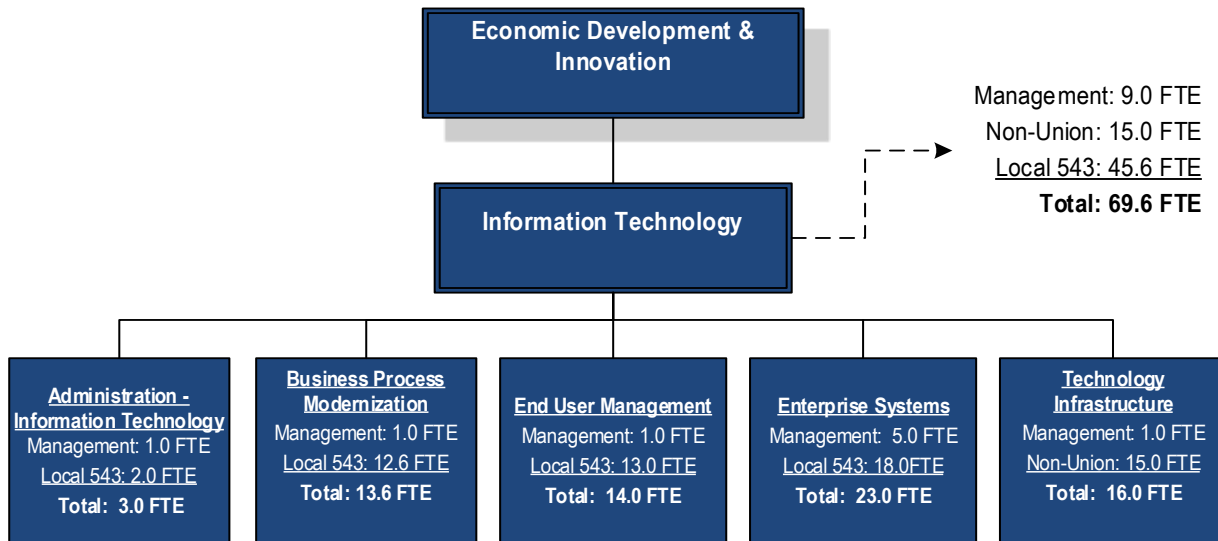 Economic Development &
Innovation
Management: 9.0 FTE
Non-Union: 15.0 FTE
Local 543: 45.6 FTE
Total: 69.6 FTE
Information Technology
Administration -
Information Technology
Management: 1.0 FTE
Local 543: 2.0 FTE
Total: 3.0 FTE
Business Process
Modernization
Management: 1.0 FTE
Local 543: 12.6 FTE
Total: 13.6 FTE
End User Management
Management: 1.0 FTE
Local 543: 13.0 FTE
Total: 14.0 FTE
Enterprise Systems
Management: 5.0 FTE
Local 543: 18.0FTE
Total: 23.0 FTE
Technology
Infrastructure
Management: 1.0 FTE
Non-Union: 15.0 FTE
Total: 16.0 FTE